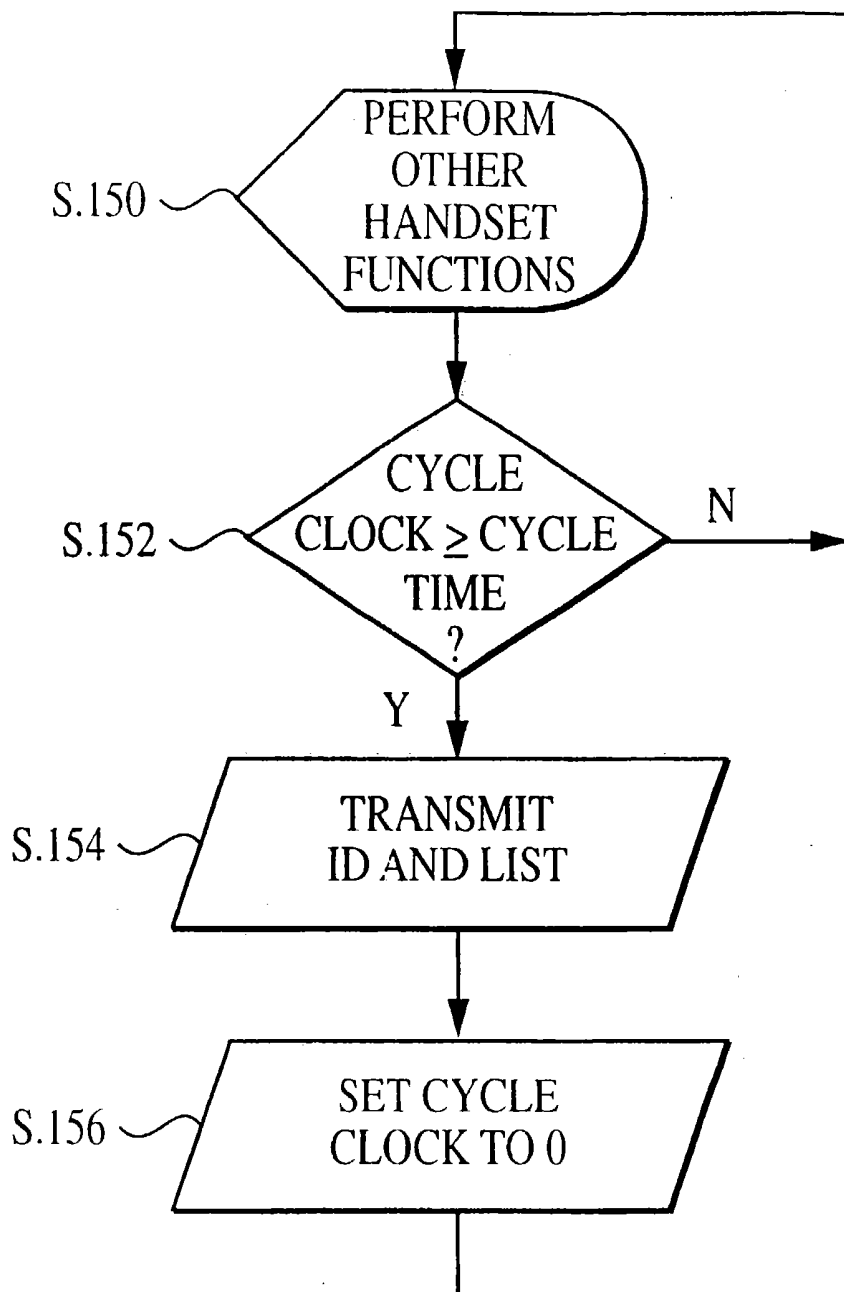 PERFORM
OTHER
HANDSET
FUNCTIONS
S.150
CYCLE
CLOCK ≥ CYCLE
TIME
?
S.152
N
Y
TRANSMIT
ID AND LIST
S.154
SET CYCLE
CLOCK TO 0
S.156